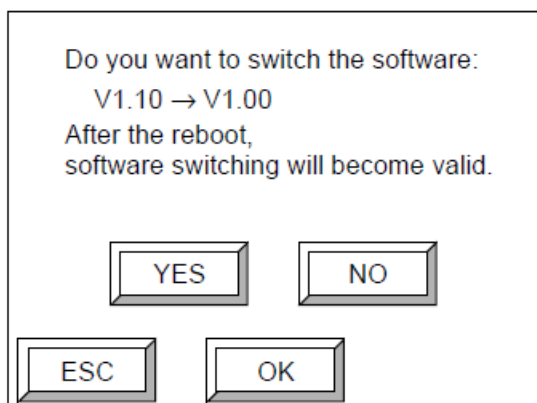 Do you want to switch the software:
V1.10 → V1.00
After the reboot,
software switching will become valid.
YES NO
ESC OK